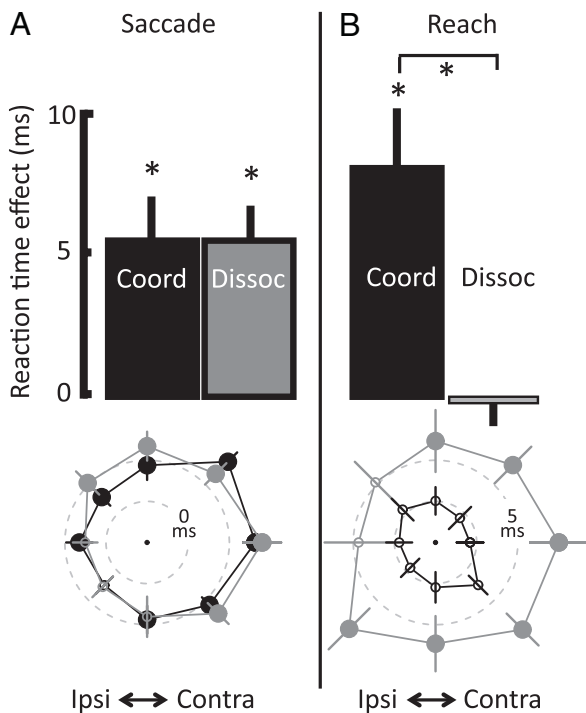 A
Saccade
B
Reach
*
*
*
*
Reaction time effect (ms)
10
5
0
Coord
Dissoc
Coord
Dissoc
0
ms
5
ms
Ipsi ↔ Contra
Ipsi ↔ Contra